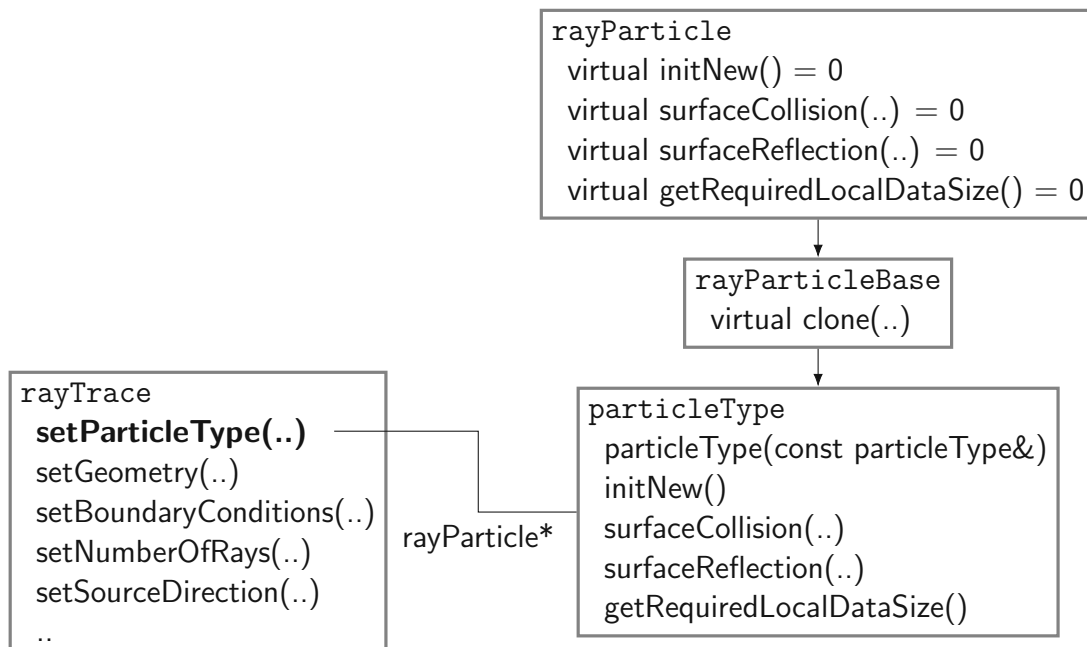 rayParticle
virtual initNew() = 0
virtual surfaceCollision(..) = 0
virtual surfaceReflection(..) = 0
virtual getRequiredLocalDataSize() = 0
rayParticleBase
virtual clone(..)
rayTrace
setParticleType(..)
setGeometry(..)
setBoundaryConditions(..)
setNumberOfRays(..)
setSourceDirection(..)
..
rayParticle*
particleType
particleType(const particleType&)
initNew()
surfaceCollision(..)
surfaceReflection(..)
getRequiredLocalDataSize()